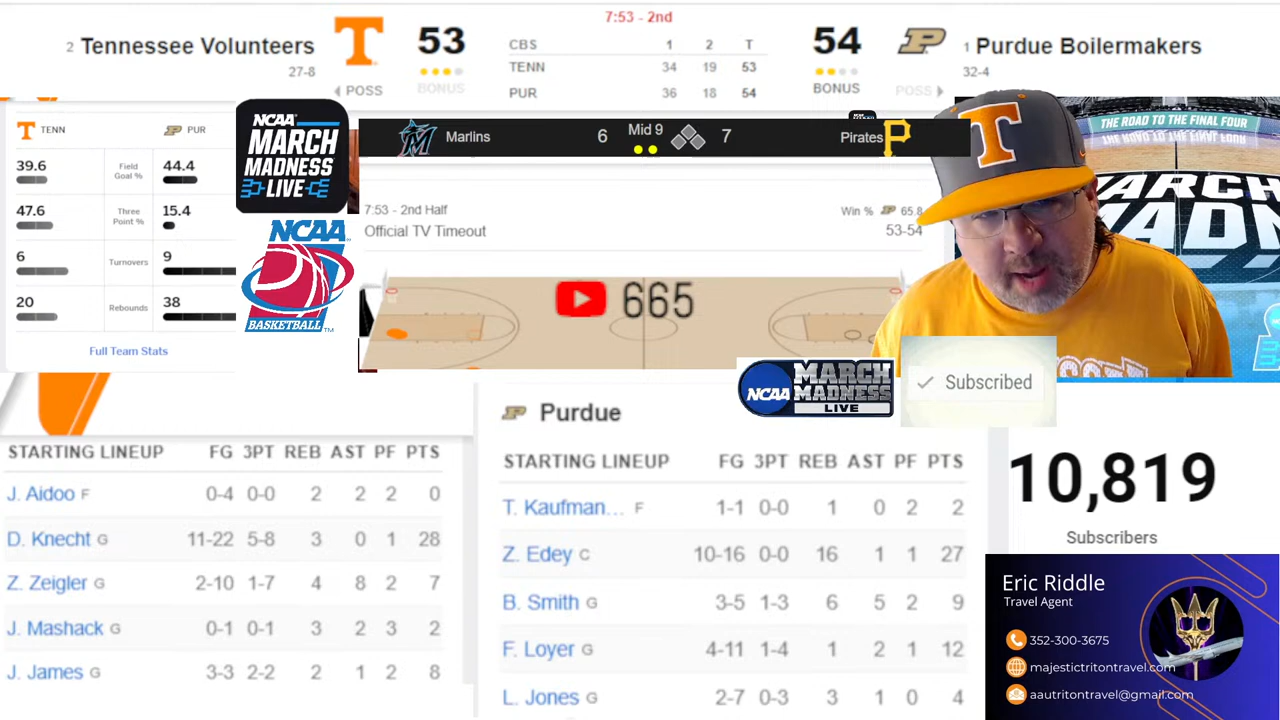 7:53 - 2nd
2 Tennessee Volunteers
27-8
T
53
BONUS
POSS
CBS 1 2 T
TENN 34 19 53
PUR 36 18 54
54
BONUS
POSS
P
1 Purdue Boilermakers
32-4
TENN PUR
39.6 Field Goal % 44.4
47.6 Three Point % 15.4
6 Turnovers 9
20 Rebounds 38
Full Team Stats
NCAA
MARCH
MADNESS
LIVE
NCAA
BASKETBALL
TM
Marlins 6 Mid 9 7 Pirates P
7:53 - 2nd Half
Official TV Timeout
Win % 65.8
53-54
665
T
THE ROAD TO THE FINAL FOUR
NCAA
MARCH
MADNESS
LIVE
Subscribed
10,819
Subscribers
STARTING LINEUP FG 3PT REB AST PF PTS
J. Aidoo F 0-4 0-0 2 2 2 0
D. Knecht G 11-22 5-8 3 0 1 28
Z. Zeigler G 2-10 1-7 4 8 2 7
J. Mashack G 0-1 0-1 3 2 3 2
J. James G 3-3 2-2 2 1 2 8
Purdue
STARTING LINEUP FG 3PT REB AST PF PTS
T. Kaufman... F 1-1 0-0 1 0 2 2
Z. Edey C 10-16 0-0 16 1 1 27
B. Smith G 3-5 1-3 6 5 2 9
F. Loyer G 4-11 1-4 1 2 1 12
L. Jones G 2-7 0-3 3 1 0 4
Eric Riddle
Travel Agent
352-300-3675
majestictritontravel.com
aautritontravel@gmail.com